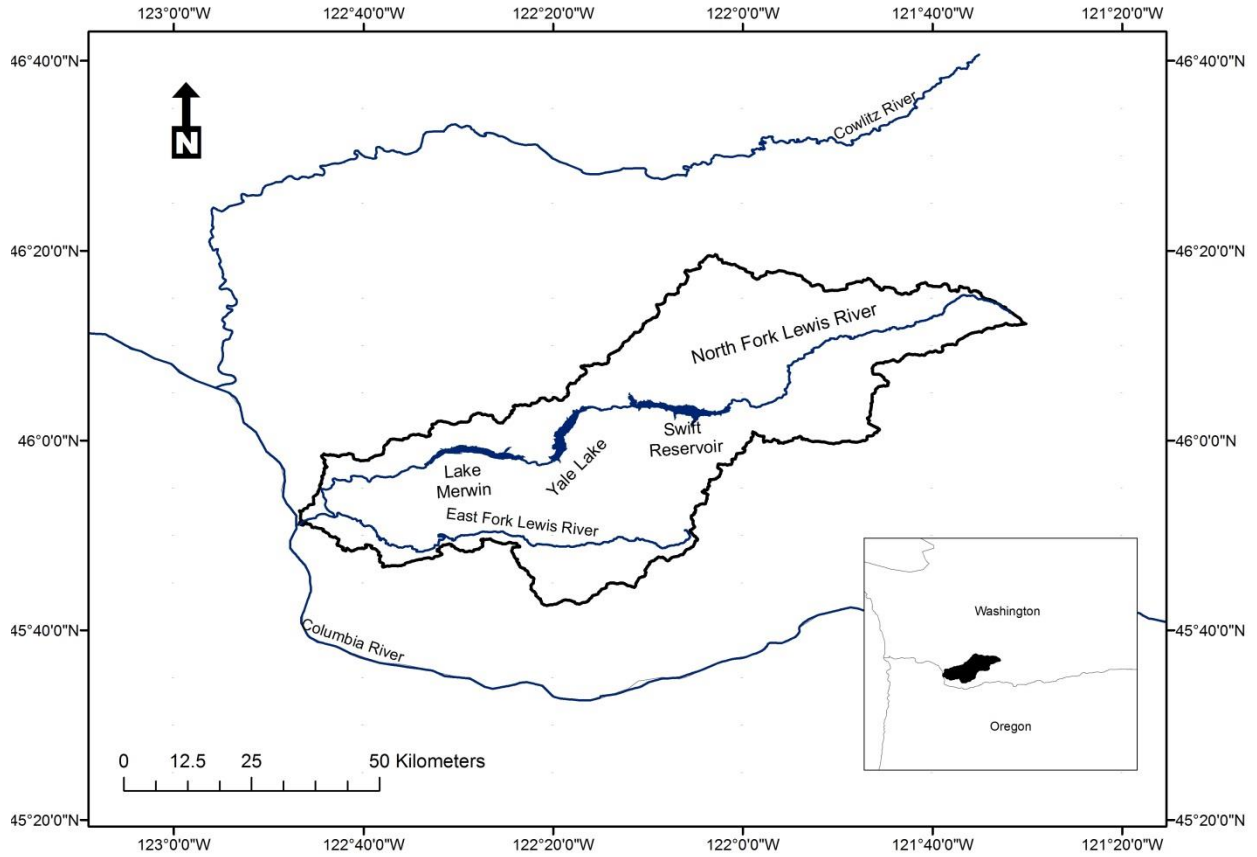 123°0'0"W 122°40'0"W 122°20'0"W 122°0'0"W 121°40'0"W 121°20'0"W
46°40'0"N 46°40'0"N
N
Cowlitz River
46°20'0"N 46°20'0"N
North Fork Lewis River
46°0'0"N 46°0'0"N
Swift
Reservoir
Yale Lake
Lake
Merwin
East Fork Lewis River
45°40'0"N 45°40'0"N
Columbia River
Washington
Oregon
0 12.5 25 50 Kilometers
45°20'0"N 45°20'0"N
123°0'0"W 122°40'0"W 122°20'0"W 122°0'0"W 121°40'0"W 121°20'0"W